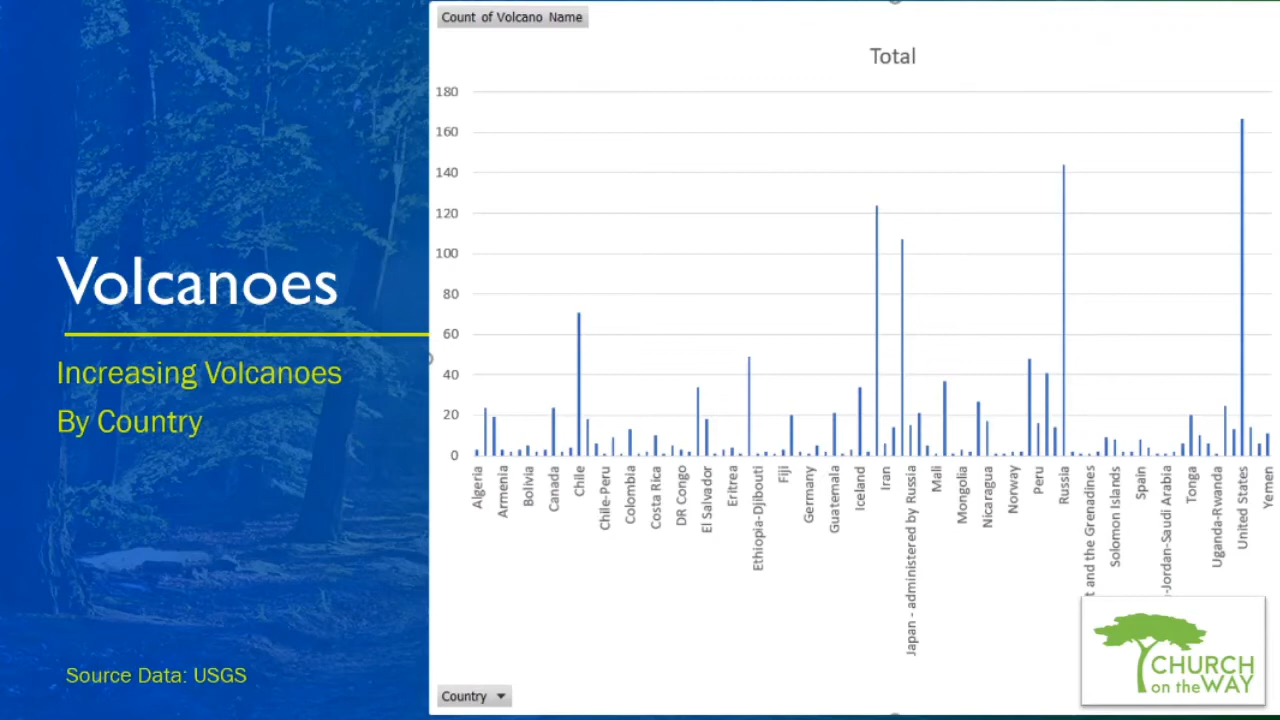 Count of Volcano Name
Total
180
160
140
120
100
80
60
40
20
0
Algeria
Armenia
Bolivia
Canada
Chile
Chile-Peru
Colombia
Costa Rica
DR Congo
El Salvador
Eritrea
Ethiopia-Djibouti
Fiji
Germany
Guatemala
Iceland
Iran
Japan - administered by Russia
Mali
Mongolia
Nicaragua
Norway
Peru
Russia
t and the Grenadines
Solomon Islands
Spain
-Jordan-Saudi Arabia
Tonga
Uganda-Rwanda
United States
Yemen
Country
Volcanoes
Increasing Volcanoes
By Country
Source Data: USGS
CHURCH
on the WAY